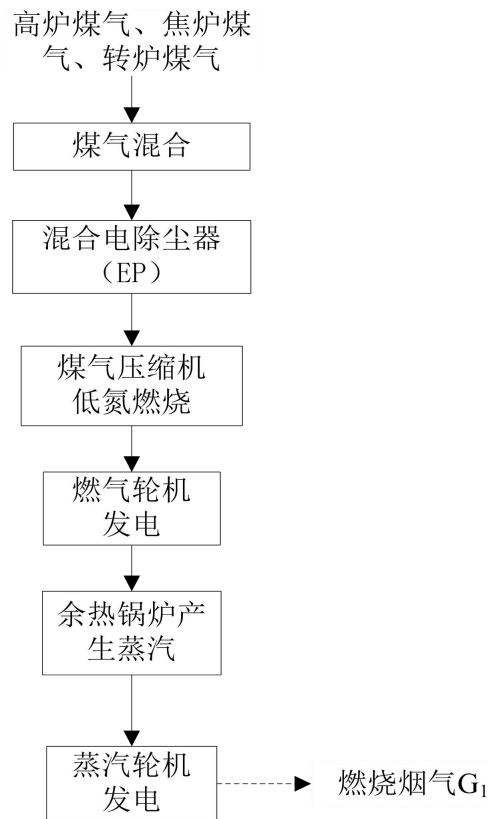 高炉煤气、焦炉煤
气、转炉煤气
煤气混合
混合电除尘器
（EP）
煤气压缩机
低氮燃烧
燃气轮机
发电
余热锅炉产
生蒸汽
蒸汽轮机
发电
燃烧烟气G₁